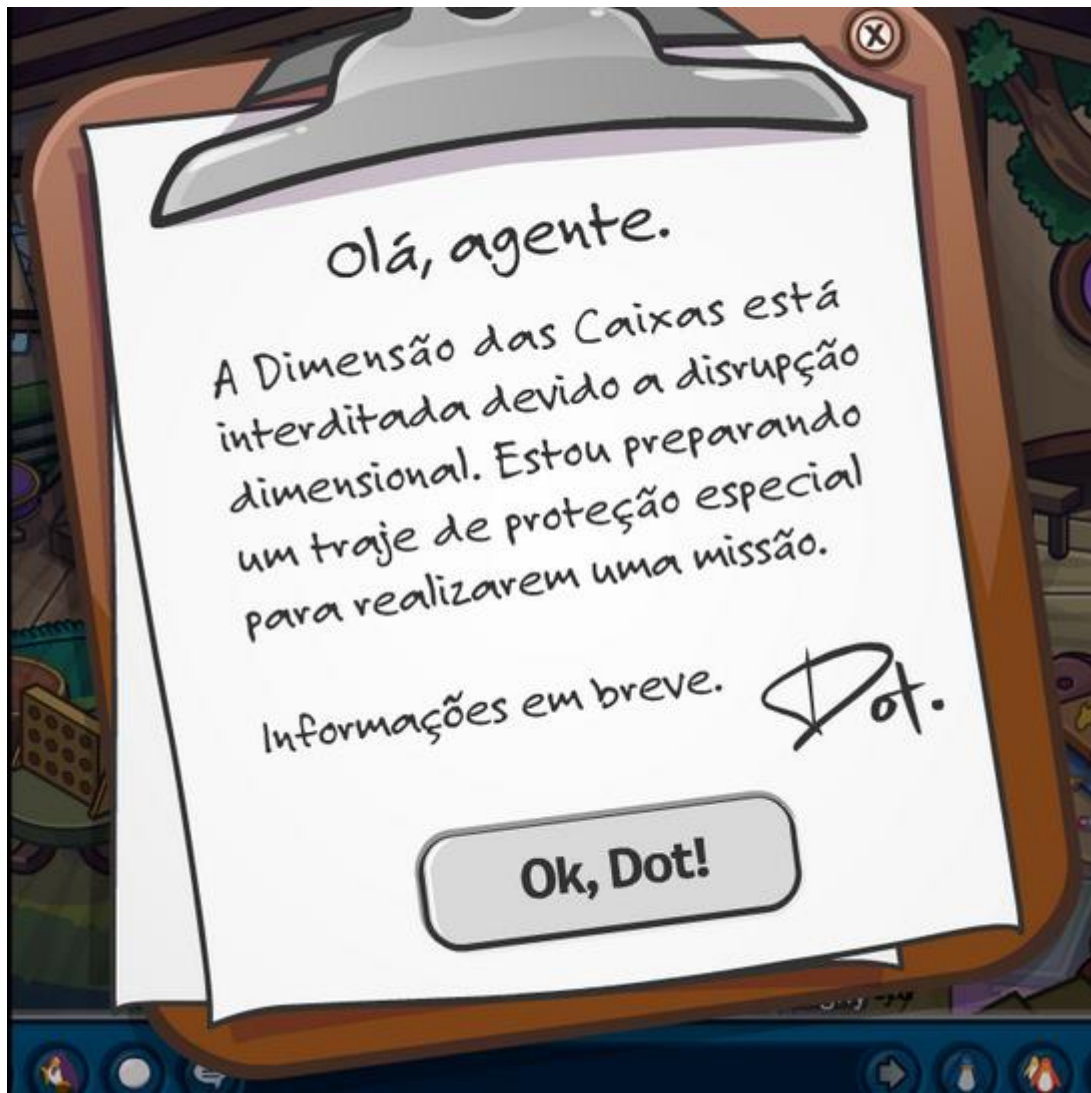 Olá, agente.
A Dimensão das Caixas está
interditada devido a disrupção
dimensional. Estou preparando
um traje de proteção especial
para realizarem uma missão.
Informações em breve.
Dot.
Ok, Dot!